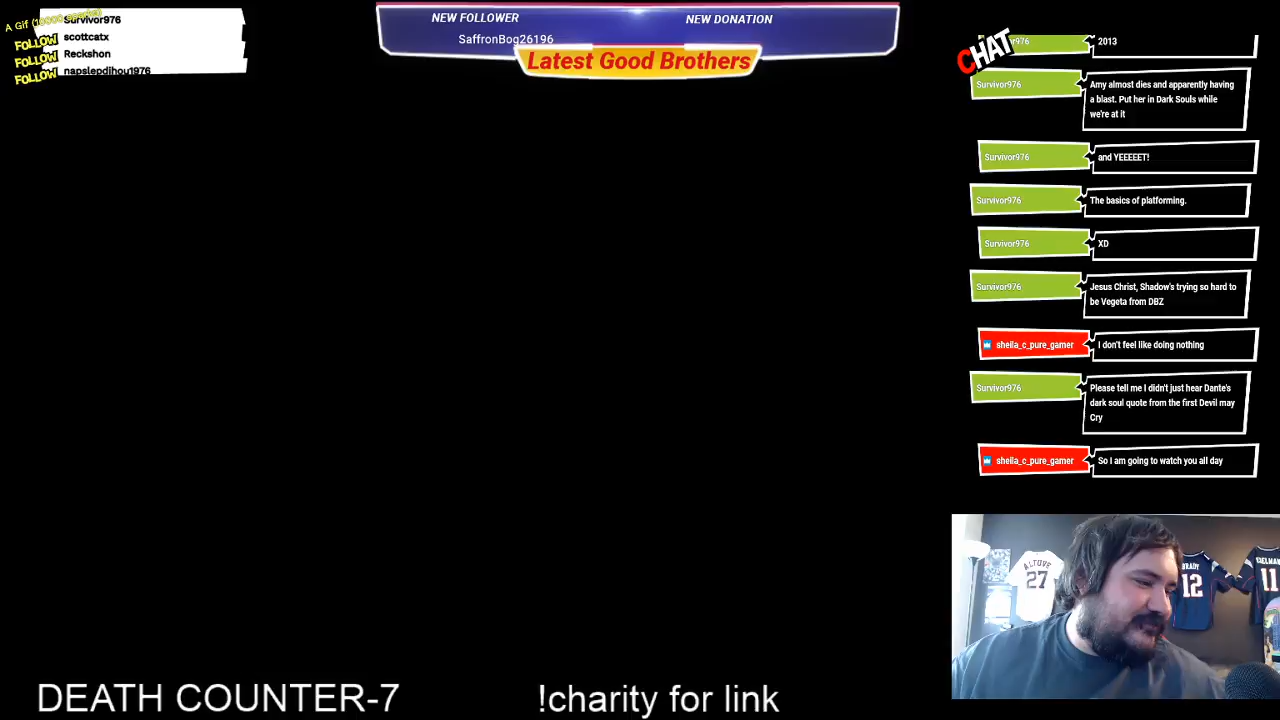 A Gif (10000 sparks)
Survivor976
FOLLOW scottcatx
FOLLOW Reckshon
FOLLOW napslepdihou1976
NEW FOLLOWER
NEW DONATION
SaffronBog26196
Latest Good Brothers
CHAT
r976
2013
Survivor976
Amy almost dies and apparently having
a blast. Put her in Dark Souls while
we're at it
Survivor976
and YEEEEET!
Survivor976
The basics of platforming.
Survivor976
XD
Survivor976
Jesus Christ, Shadow's trying so hard to
be Vegeta from DBZ
sheila_c_pure_gamer
I don't feel like doing nothing
Survivor976
Please tell me I didn't just hear Dante's
dark soul quote from the first Devil may
Cry
sheila_c_pure_gamer
So I am going to watch you all day
ALTUVE
27
BRADY
12
EDELMAN
11
DEATH COUNTER-7
!charity for link